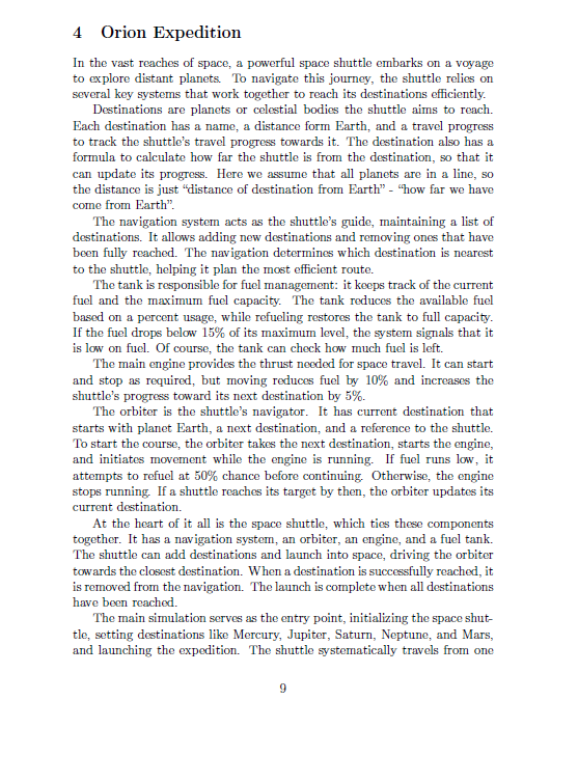 4 Orion Expedition
In the vast reaches of space, a powerful space shuttle embarks on a voyage
to explore distant planets. To navigate this journey, the shuttle relies on
several key systems that work together to reach its destinations efficiently.
Destinations are planets or celestial bodies the shuttle aims to reach.
Each destination has a name, a distance form Earth, and a travel progress
to track the shuttle's travel progress towards it. The destination also has a
formula to calculate how far the shuttle is from the destination, so that it
can update its progress. Here we assume that all planets are in a line, so
the distance is just “distance of destination from Earth” - “how far we have
come from Earth”.
The navigation system acts as the shuttle's guide, maintaining a list of
destinations. It allows adding new destinations and removing ones that have
been fully reached. The navigation determines which destination is nearest
to the shuttle, helping it plan the most efficient route.
The tank is responsible for fuel management: it keeps track of the current
fuel and the maximum fuel capacity. The tank reduces the available fuel
based on a percent usage, while refueling restores the tank to full capacity.
If the fuel drops below 15% of its maximum level, the system signals that it
is low on fuel. Of course, the tank can check how much fuel is left.
The main engine provides the thrust needed for space travel. It can start
and stop as required, but moving reduces fuel by 10% and increases the
shuttle's progress toward its next destination by 5%.
The orbiter is the shuttle's navigator. It has current destination that
starts with planet Earth, a next destination, and a reference to the shuttle.
To start the course, the orbiter takes the next destination, starts the engine,
and initiates movement while the engine is running. If fuel runs low, it
attempts to refuel at 50% chance before continuing. Otherwise, the engine
stops running. If a shuttle reaches its target by then, the orbiter updates its
current destination.
At the heart of it all is the space shuttle, which ties these components
together. It has a navigation system, an orbiter, an engine, and a fuel tank.
The shuttle can add destinations and launch into space, driving the orbiter
towards the closest destination. When a destination is successfully reached, it
is removed from the navigation. The launch is complete when all destinations
have been reached.
The main simulation serves as the entry point, initializing the space shut-
tle, setting destinations like Mercury, Jupiter, Saturn, Neptune, and Mars,
and launching the expedition. The shuttle systematically travels from one
9